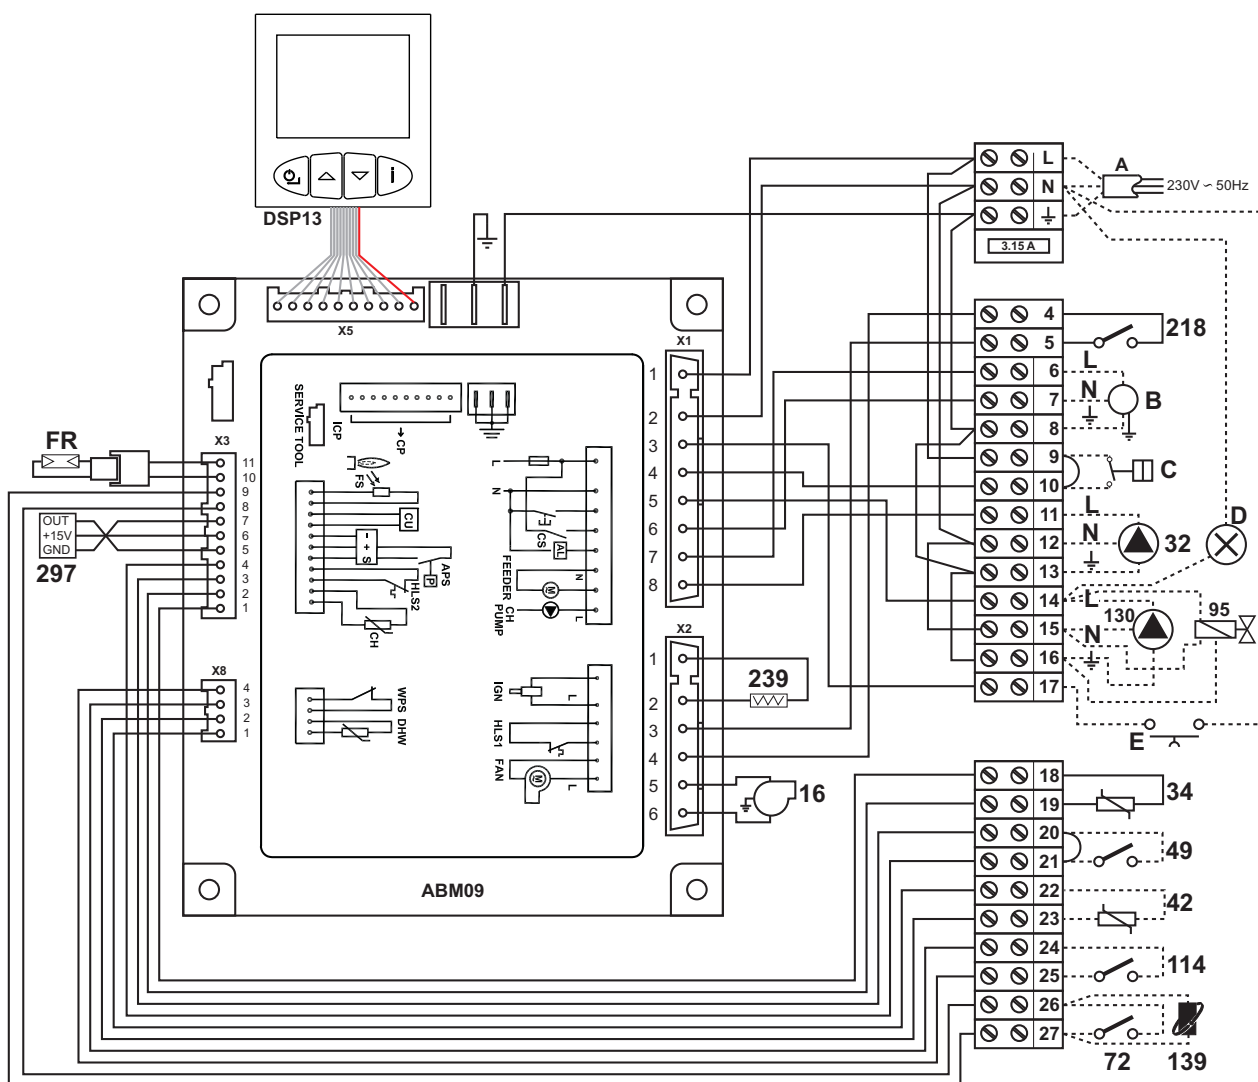 DSP13
X5
X1
1
2
3
4
5
6
7
8
X2
1
2
3
4
5
6
239
16
X3
11
10
9
8
7
6
5
4
3
2
1
FR
OUT
+15V
GND
297
X8
4
3
2
1
SERVICE TOOL
ICP
CP
FS
CU
- + S
APS
P
HLS2
CH
WPS
DHW
L
N
CS
AL
FEEDER
N
M
CH
PUMP
L
IGN
L
HLS1
FAN
M
L
ABM09
L
N
3.15 A
A
230V ~ 50Hz
4
5
6
7
8
9
10
11
12
13
14
15
16
17
218
L
N
B
C
L
N
32
D
L
130
N
95
E
18
19
20
21
22
23
24
25
26
27
34
49
42
114
72
139